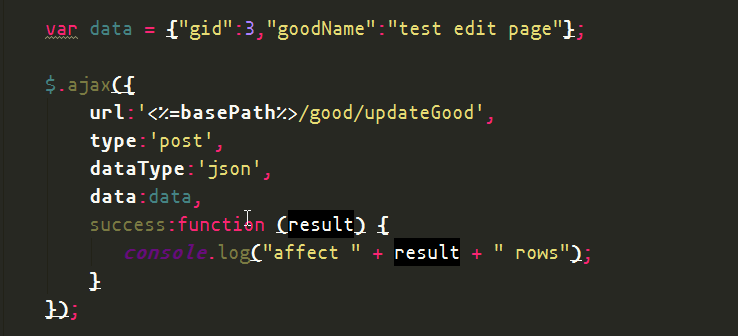 var data = {"gid":3,"goodName":"test edit page"};
$.ajax({
url:'<%=basePath%>/good/updateGood',
type:'post',
dataType:'json',
data:data,
success:function (result) {
console.log("affect " + result + " rows");
}
});